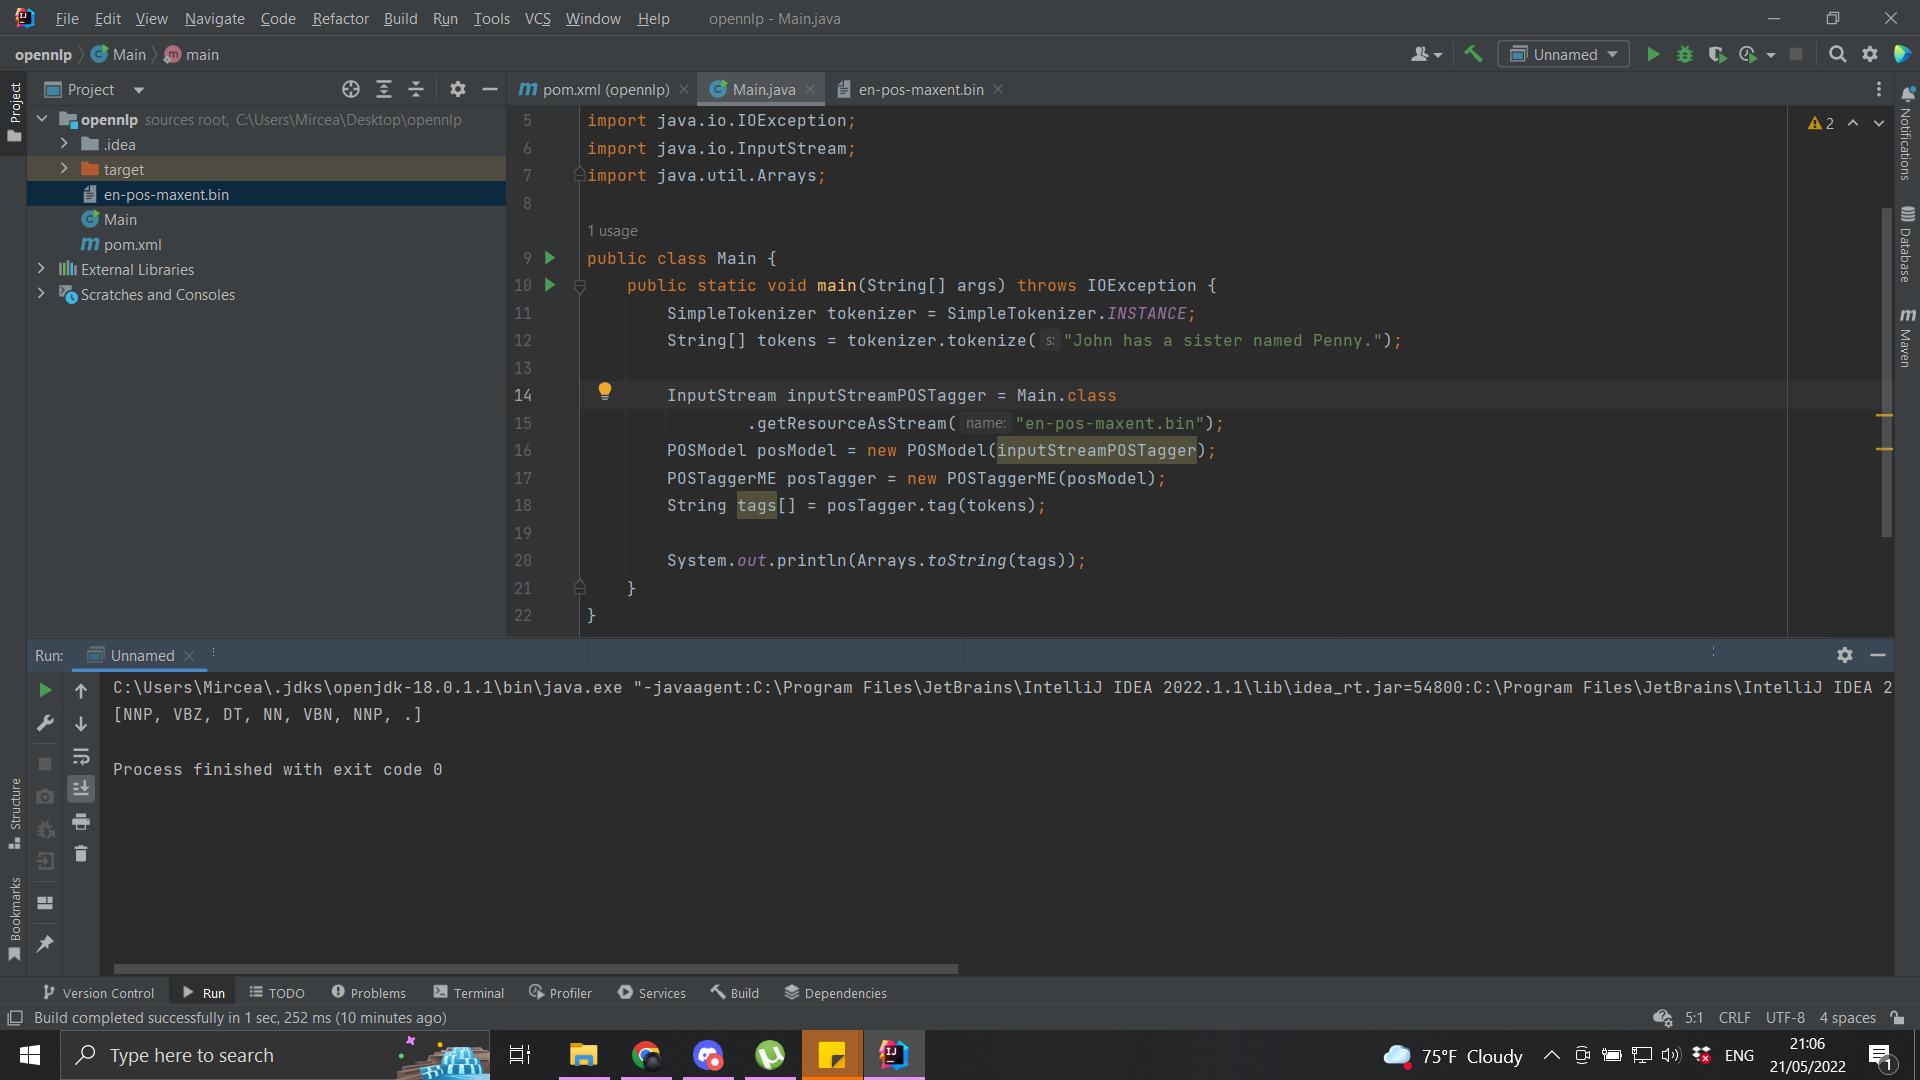 File Edit View Navigate Code Refactor Build Run Tools VCS Window Help opennlp - Main.java
opennlp Main main Unnamed
Project
pom.xml (opennlp) Main.java en-pos-maxent.bin
Project
opennlp sources root, C:\Users\Mircea\Desktop\opennlp
.idea
target
en-pos-maxent.bin
Main
pom.xml
External Libraries
Scratches and Consoles
2
5 import java.io.IOException;
6 import java.io.InputStream;
7 import java.util.Arrays;
8
1 usage
9 public class Main {
10 public static void main(String[] args) throws IOException {
11 SimpleTokenizer tokenizer = SimpleTokenizer.INSTANCE;
12 String[] tokens = tokenizer.tokenize( s: "John has a sister named Penny.");
13
14 InputStream inputStreamPOSTagger = Main.class
15 .getResourceAsStream( name: "en-pos-maxent.bin");
16 POSModel posModel = new POSModel(inputStreamPOSTagger);
17 POSTaggerME posTagger = new POSTaggerME(posModel);
18 String tags[] = posTagger.tag(tokens);
19
20 System.out.println(Arrays.toString(tags));
21 }
22 }
Notifications
Database
Maven
Run: Unnamed
C:\Users\Mircea\.jdks\openjdk-18.0.1.1\bin\java.exe "-javaagent:C:\Program Files\JetBrains\IntelliJ IDEA 2022.1.1\lib\idea_rt.jar=54800:C:\Program Files\JetBrains\IntelliJ IDEA 2
[NNP, VBZ, DT, NN, VBN, NNP, .]
Process finished with exit code 0
Structure
Bookmarks
Version Control Run TODO Problems Terminal Profiler Services Build Dependencies
Build completed successfully in 1 sec, 252 ms (10 minutes ago) 5:1 CRLF UTF-8 4 spaces
Type here to search
75°F Cloudy ENG
21:06
21/05/2022
1